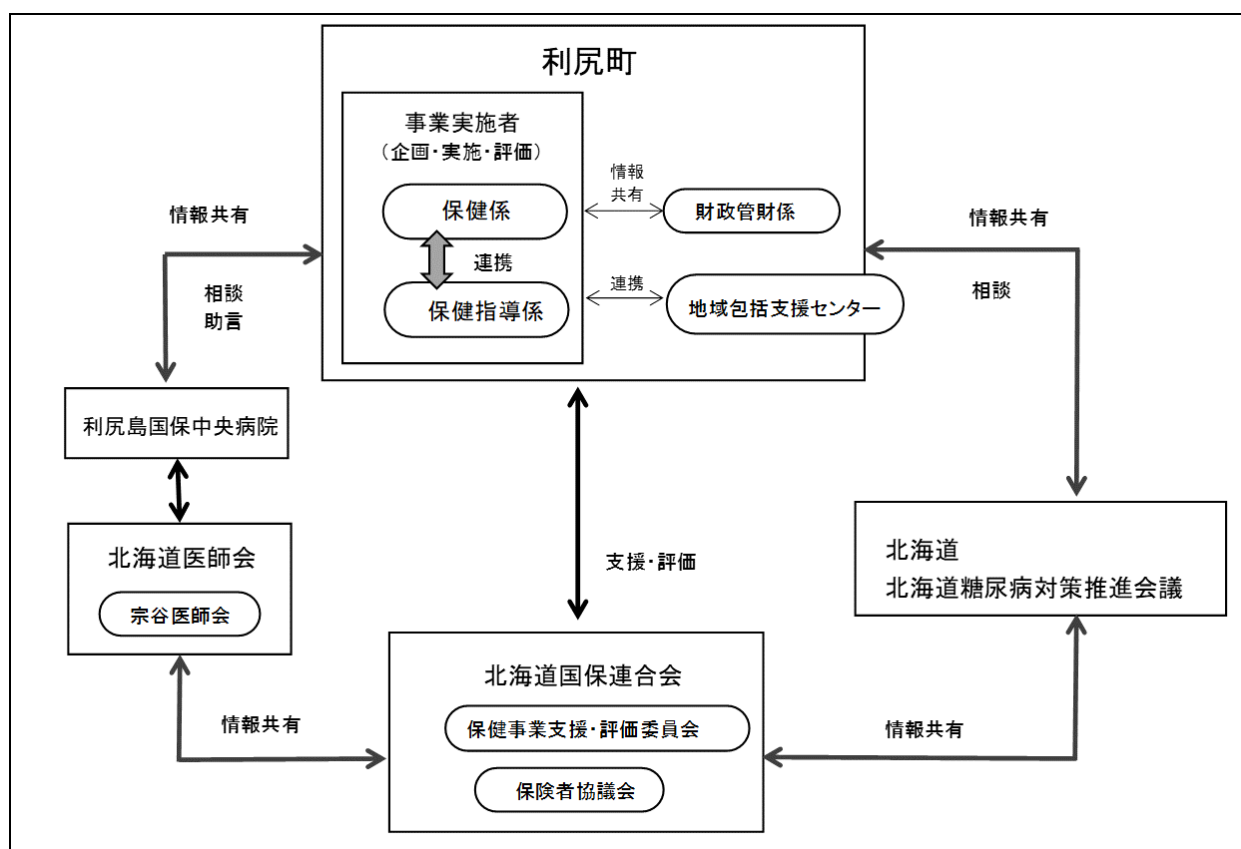 利尻町
事業実施者
（企画・実施・評価）
保健係
連携
保健指導係
情報
共有
財政管財係
連携
地域包括支援センター
情報共有
相談
助言
情報共有
相談
利尻島国保中央病院
北海道医師会
宗谷医師会
支援・評価
北海道
北海道糖尿病対策推進会議
情報共有
北海道国保連合会
保健事業支援・評価委員会
保険者協議会
情報共有